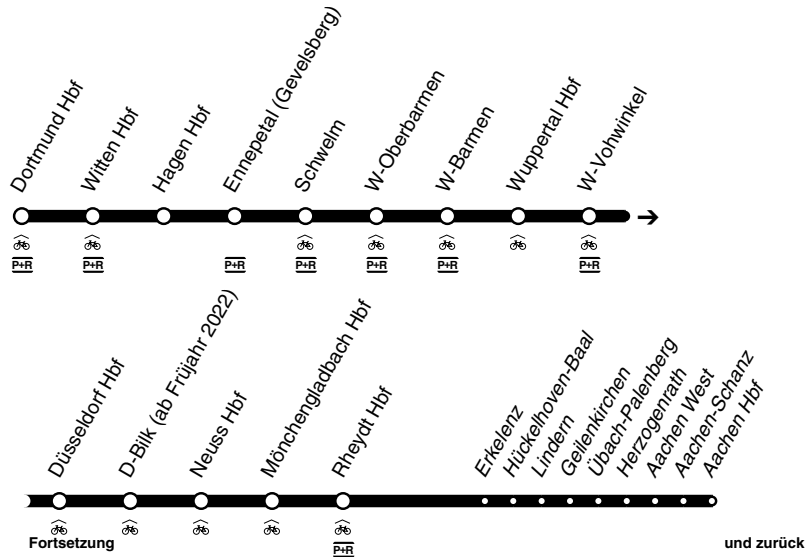 Dortmund Hbf
Witten Hbf
Hagen Hbf
Ennepetal (Gevelsberg)
Schwelm
W-Oberbarmen
W-Barmen
Wuppertal Hbf
W-Vohwinkel
P+R
P+R
P+R
P+R
P+R
P+R
P+R
Düsseldorf Hbf
D-Bilk (ab Frühjahr 2022)
Neuss Hbf
Mönchengladbach Hbf
Rheydt Hbf
Erkelenz
Hückelhoven-Baal
Lindern
Geilenkirchen
Übach-Palenberg
Herzogenrath
Aachen West
Aachen-Schanz
Aachen Hbf
P+R
Fortsetzung
und zurück